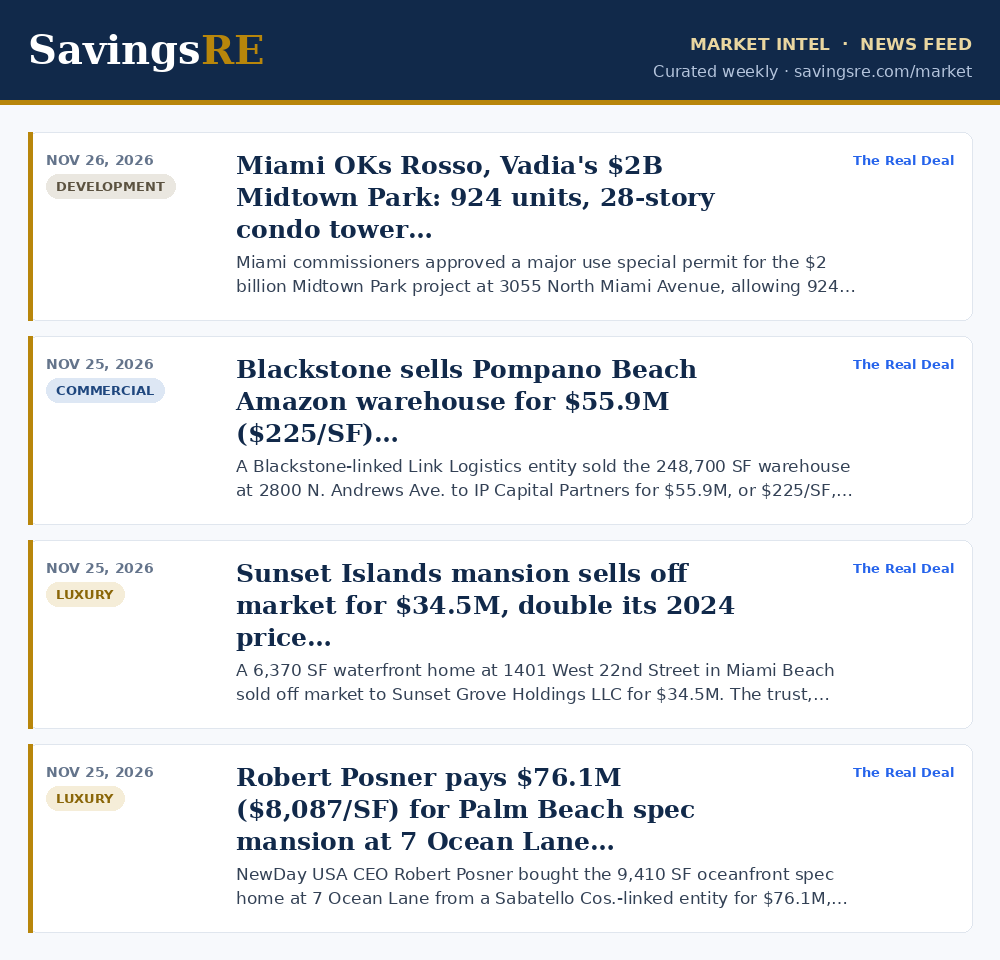 SavingsRE
MARKET INTEL · NEWS FEED
Curated weekly · savingsre.com/market
NOV 26, 2026
DEVELOPMENT
Miami OKs Rosso, Vadia's $2B
Midtown Park: 924 units, 28-story
condo tower...
The Real Deal
Miami commissioners approved a major use special permit for the $2
billion Midtown Park project at 3055 North Miami Avenue, allowing 924...
NOV 25, 2026
COMMERCIAL
Blackstone sells Pompano Beach
Amazon warehouse for $55.9M
($225/SF)...
The Real Deal
A Blackstone-linked Link Logistics entity sold the 248,700 SF warehouse
at 2800 N. Andrews Ave. to IP Capital Partners for $55.9M, or $225/SF,...
NOV 25, 2026
LUXURY
Sunset Islands mansion sells off
market for $34.5M, double its 2024
price...
The Real Deal
A 6,370 SF waterfront home at 1401 West 22nd Street in Miami Beach
sold off market to Sunset Grove Holdings LLC for $34.5M. The trust,...
NOV 25, 2026
LUXURY
Robert Posner pays $76.1M
($8,087/SF) for Palm Beach spec
mansion at 7 Ocean Lane...
The Real Deal
NewDay USA CEO Robert Posner bought the 9,410 SF oceanfront spec
home at 7 Ocean Lane from a Sabatello Cos.-linked entity for $76.1M,...